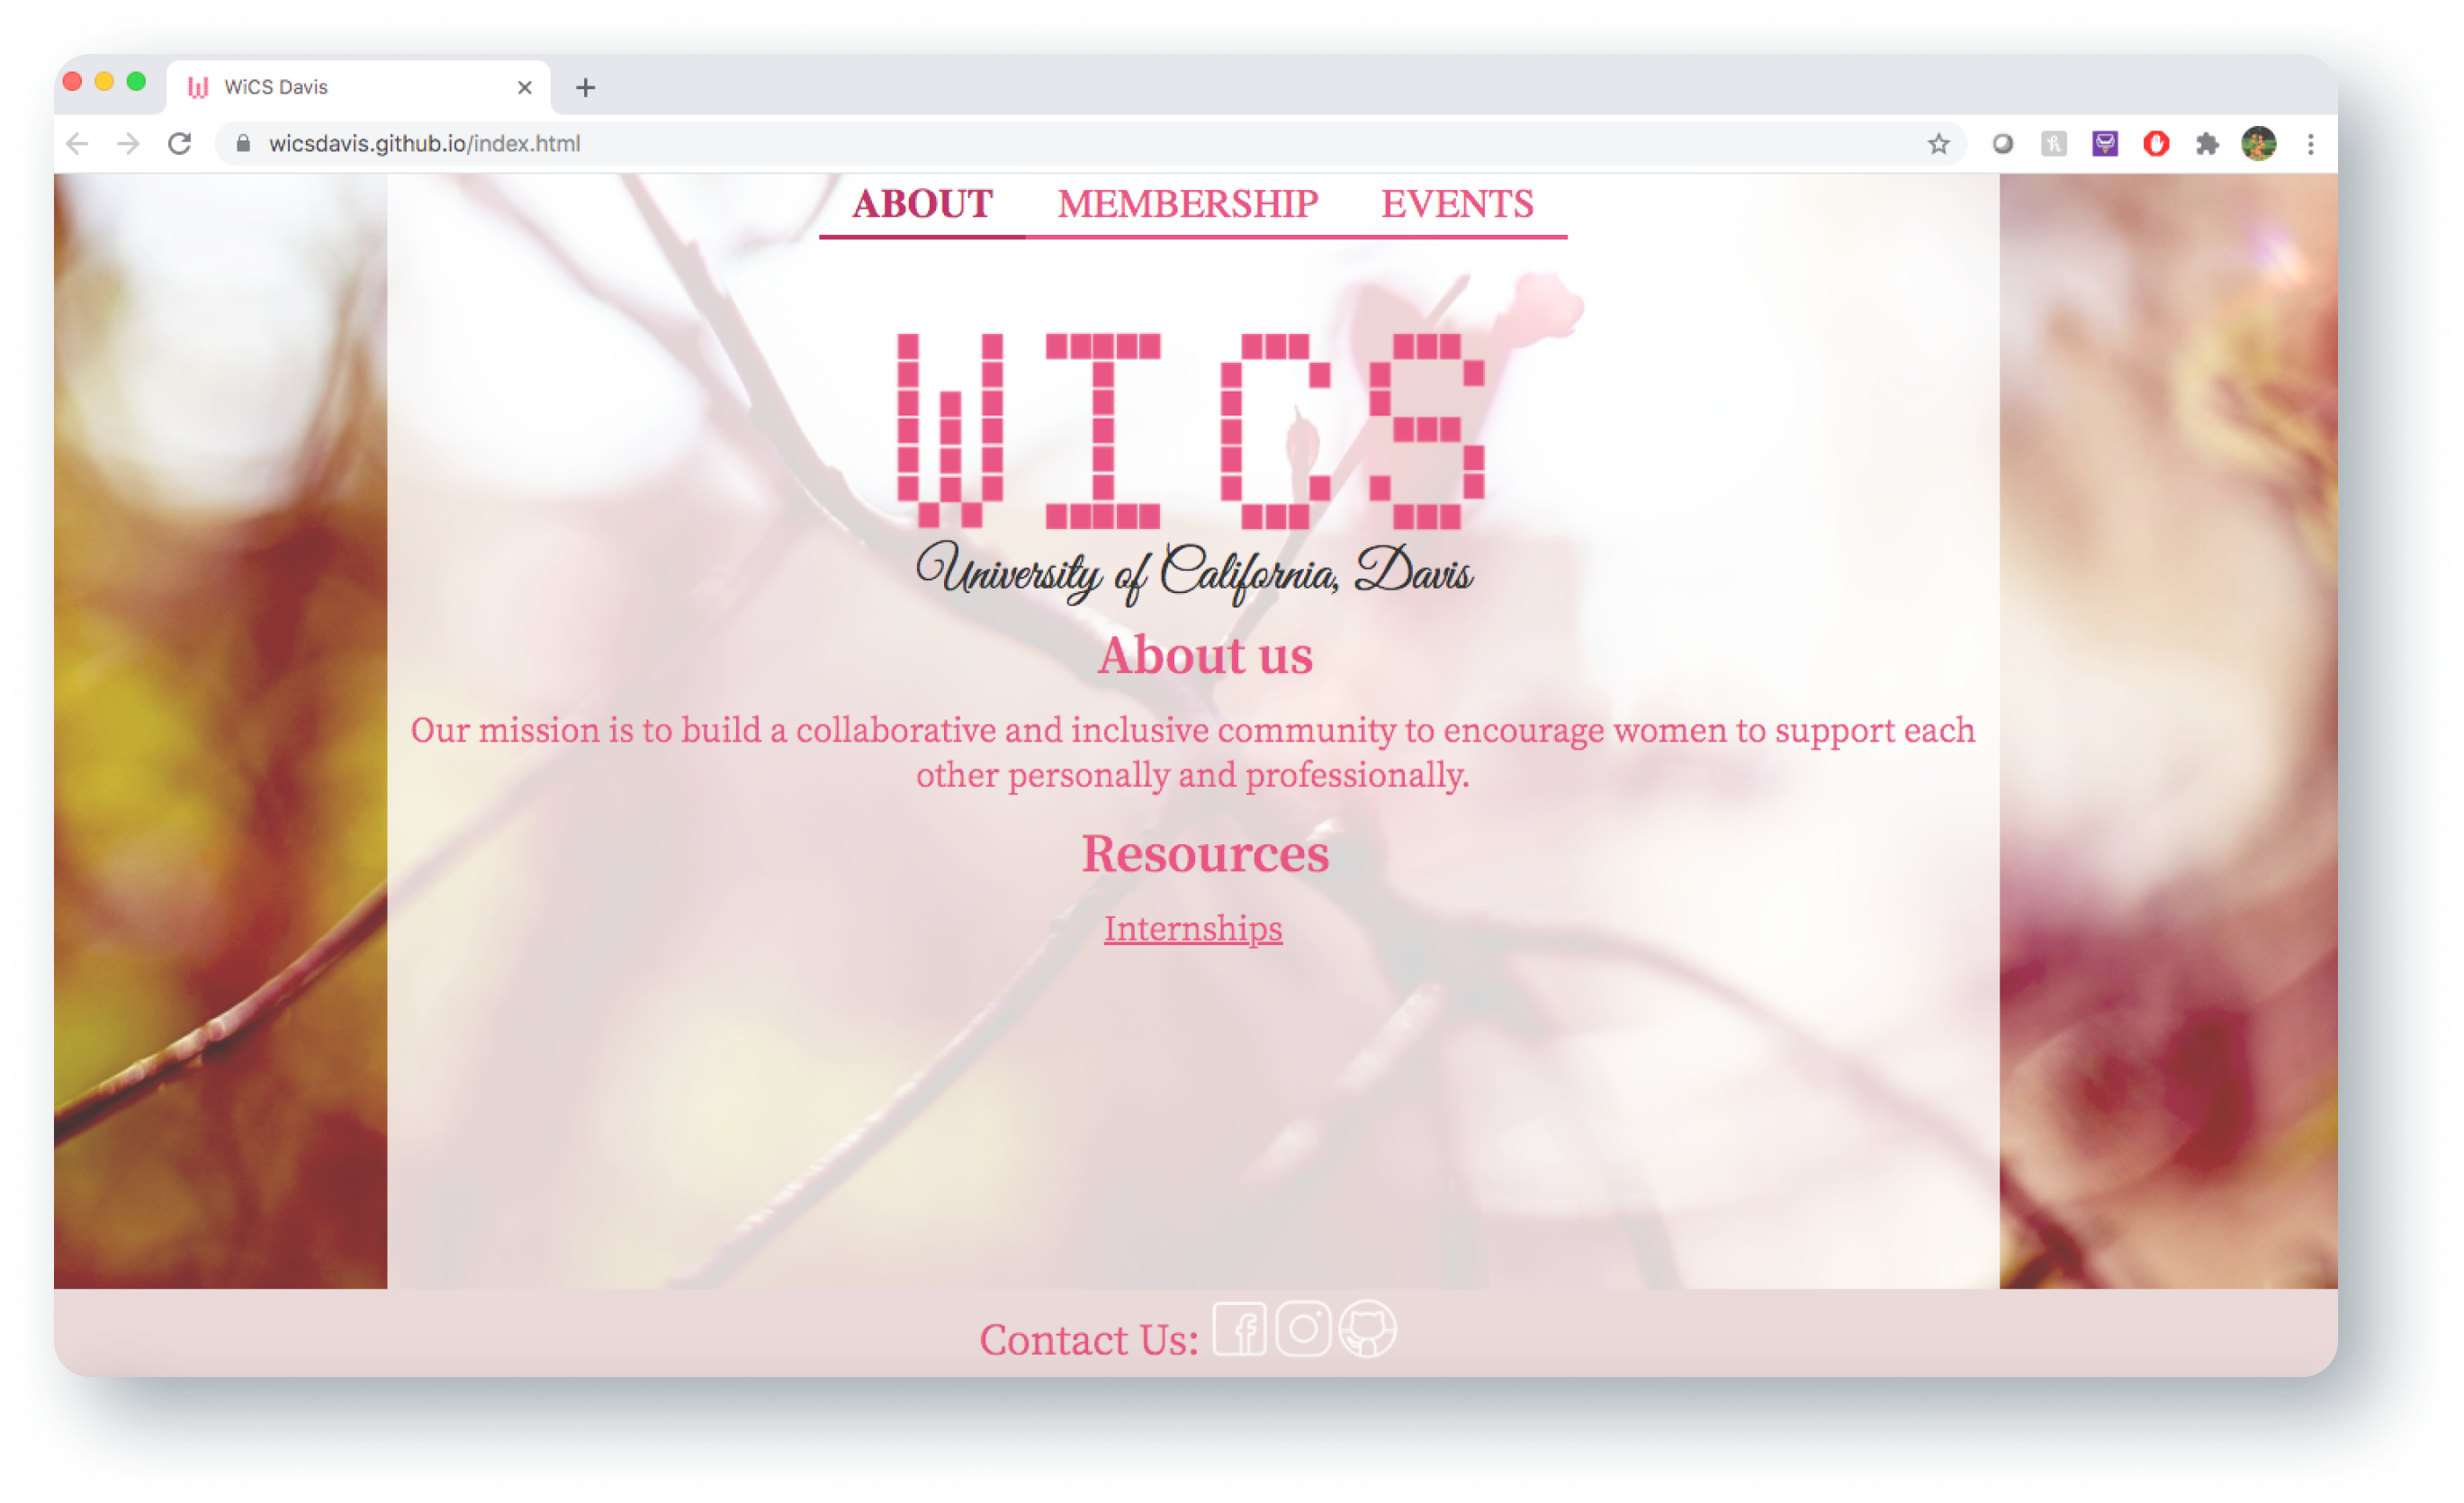 WiCS Davis
wicsdavis.github.io/index.html
ABOUT MEMBERSHIP EVENTS
WICS
University of California, Davis
About us
Our mission is to build a collaborative and inclusive community to encourage women to support each
other personally and professionally.
Resources
Internships
Contact Us: